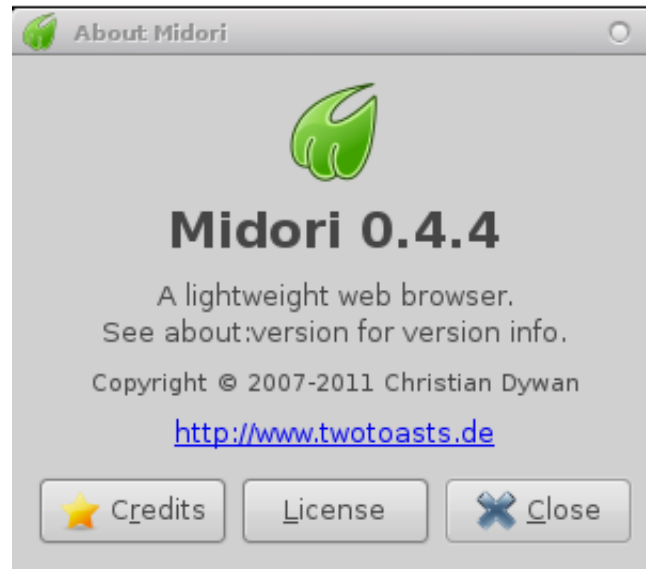 About Midori
Midori 0.4.4
A lightweight web browser.
See about:version for version info.
Copyright © 2007-2011 Christian Dywan
http://www.twotoasts.de
Credits License Close